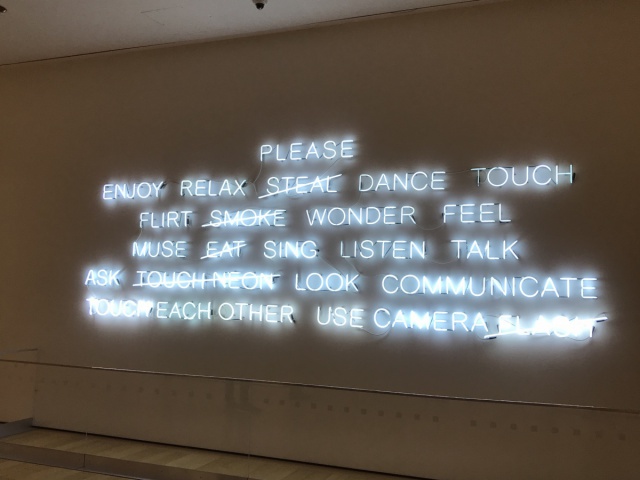 PLEASE
ENJOY RELAX STEAL DANCE TOUCH
FLIRT SMOKE WONDER FEEL
MUSE EAT SING LISTEN TALK
ASK TOUCH NEON LOOK COMMUNICATE
TOUCH EACH OTHER USE CAMERA FLASH